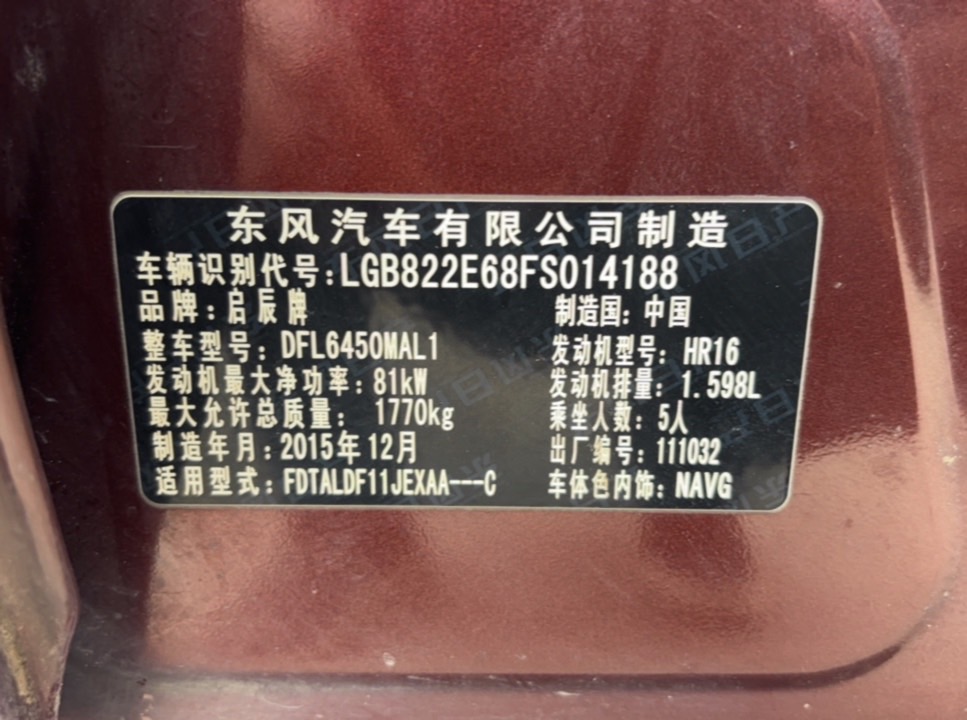 东风汽车有限公司制造
车辆识别代号:LGB822E68FS014188
品牌:启辰牌 制造国:中国
整车型号:DFL6450MAL1 发动机型号:HR16
发动机最大净功率:81kW 发动机排量:1.598L
最大允许总质量: 1770kg 乘坐人数:5人
制造年月:2015年12月 出厂编号:111032
适用型式:FDTALDF11JEXAA---C 车体色内饰:NAVG